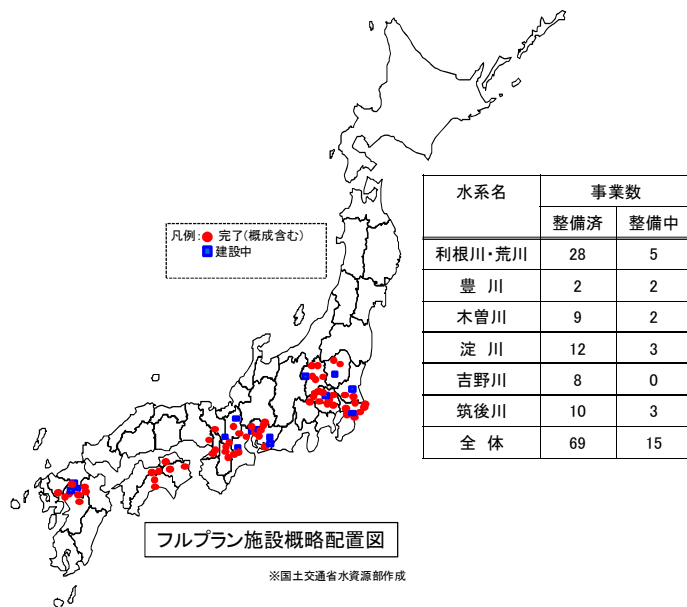 凡例:● 完了(概成含む)
■ 建設中
水系名 事業数
整備済 整備中
利根川・荒川 28 5
豊 川 2 2
木曽川 9 2
淀 川 12 3
吉野川 8 0
筑後川 10 3
全 体 69 15
フルプラン施設概略配置図
※国土交通省水資源部作成